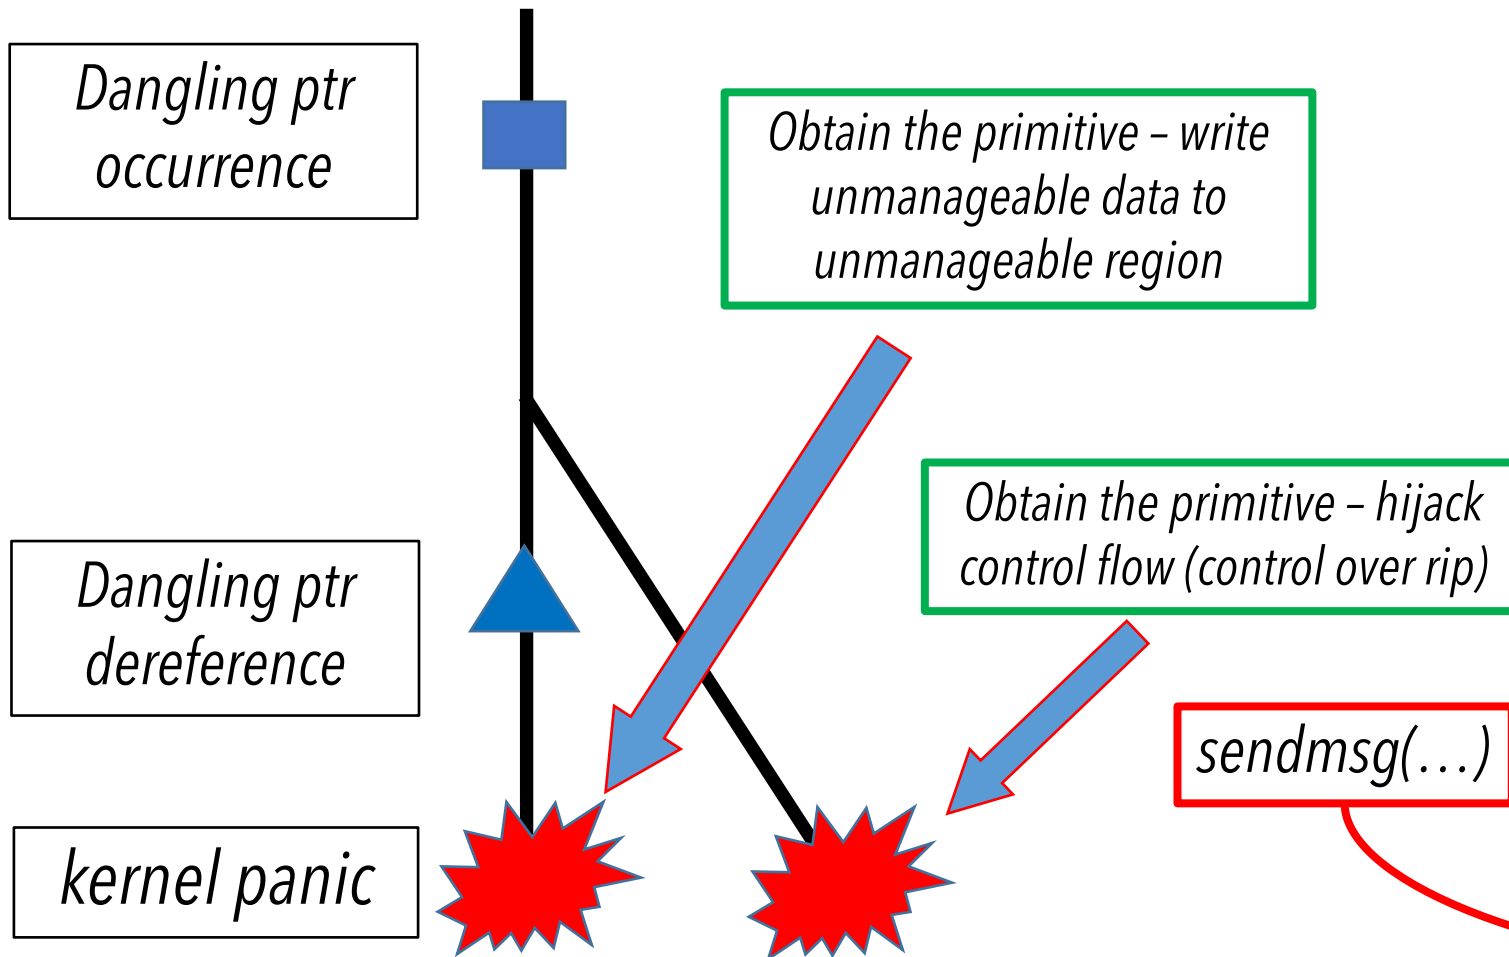 Dangling ptr
occurrence
Obtain the primitive – write
unmanageable data to
unmanageable region
Obtain the primitive – hijack
control flow (control over rip)
Dangling ptr
dereference
sendmsg(…)
kernel panic